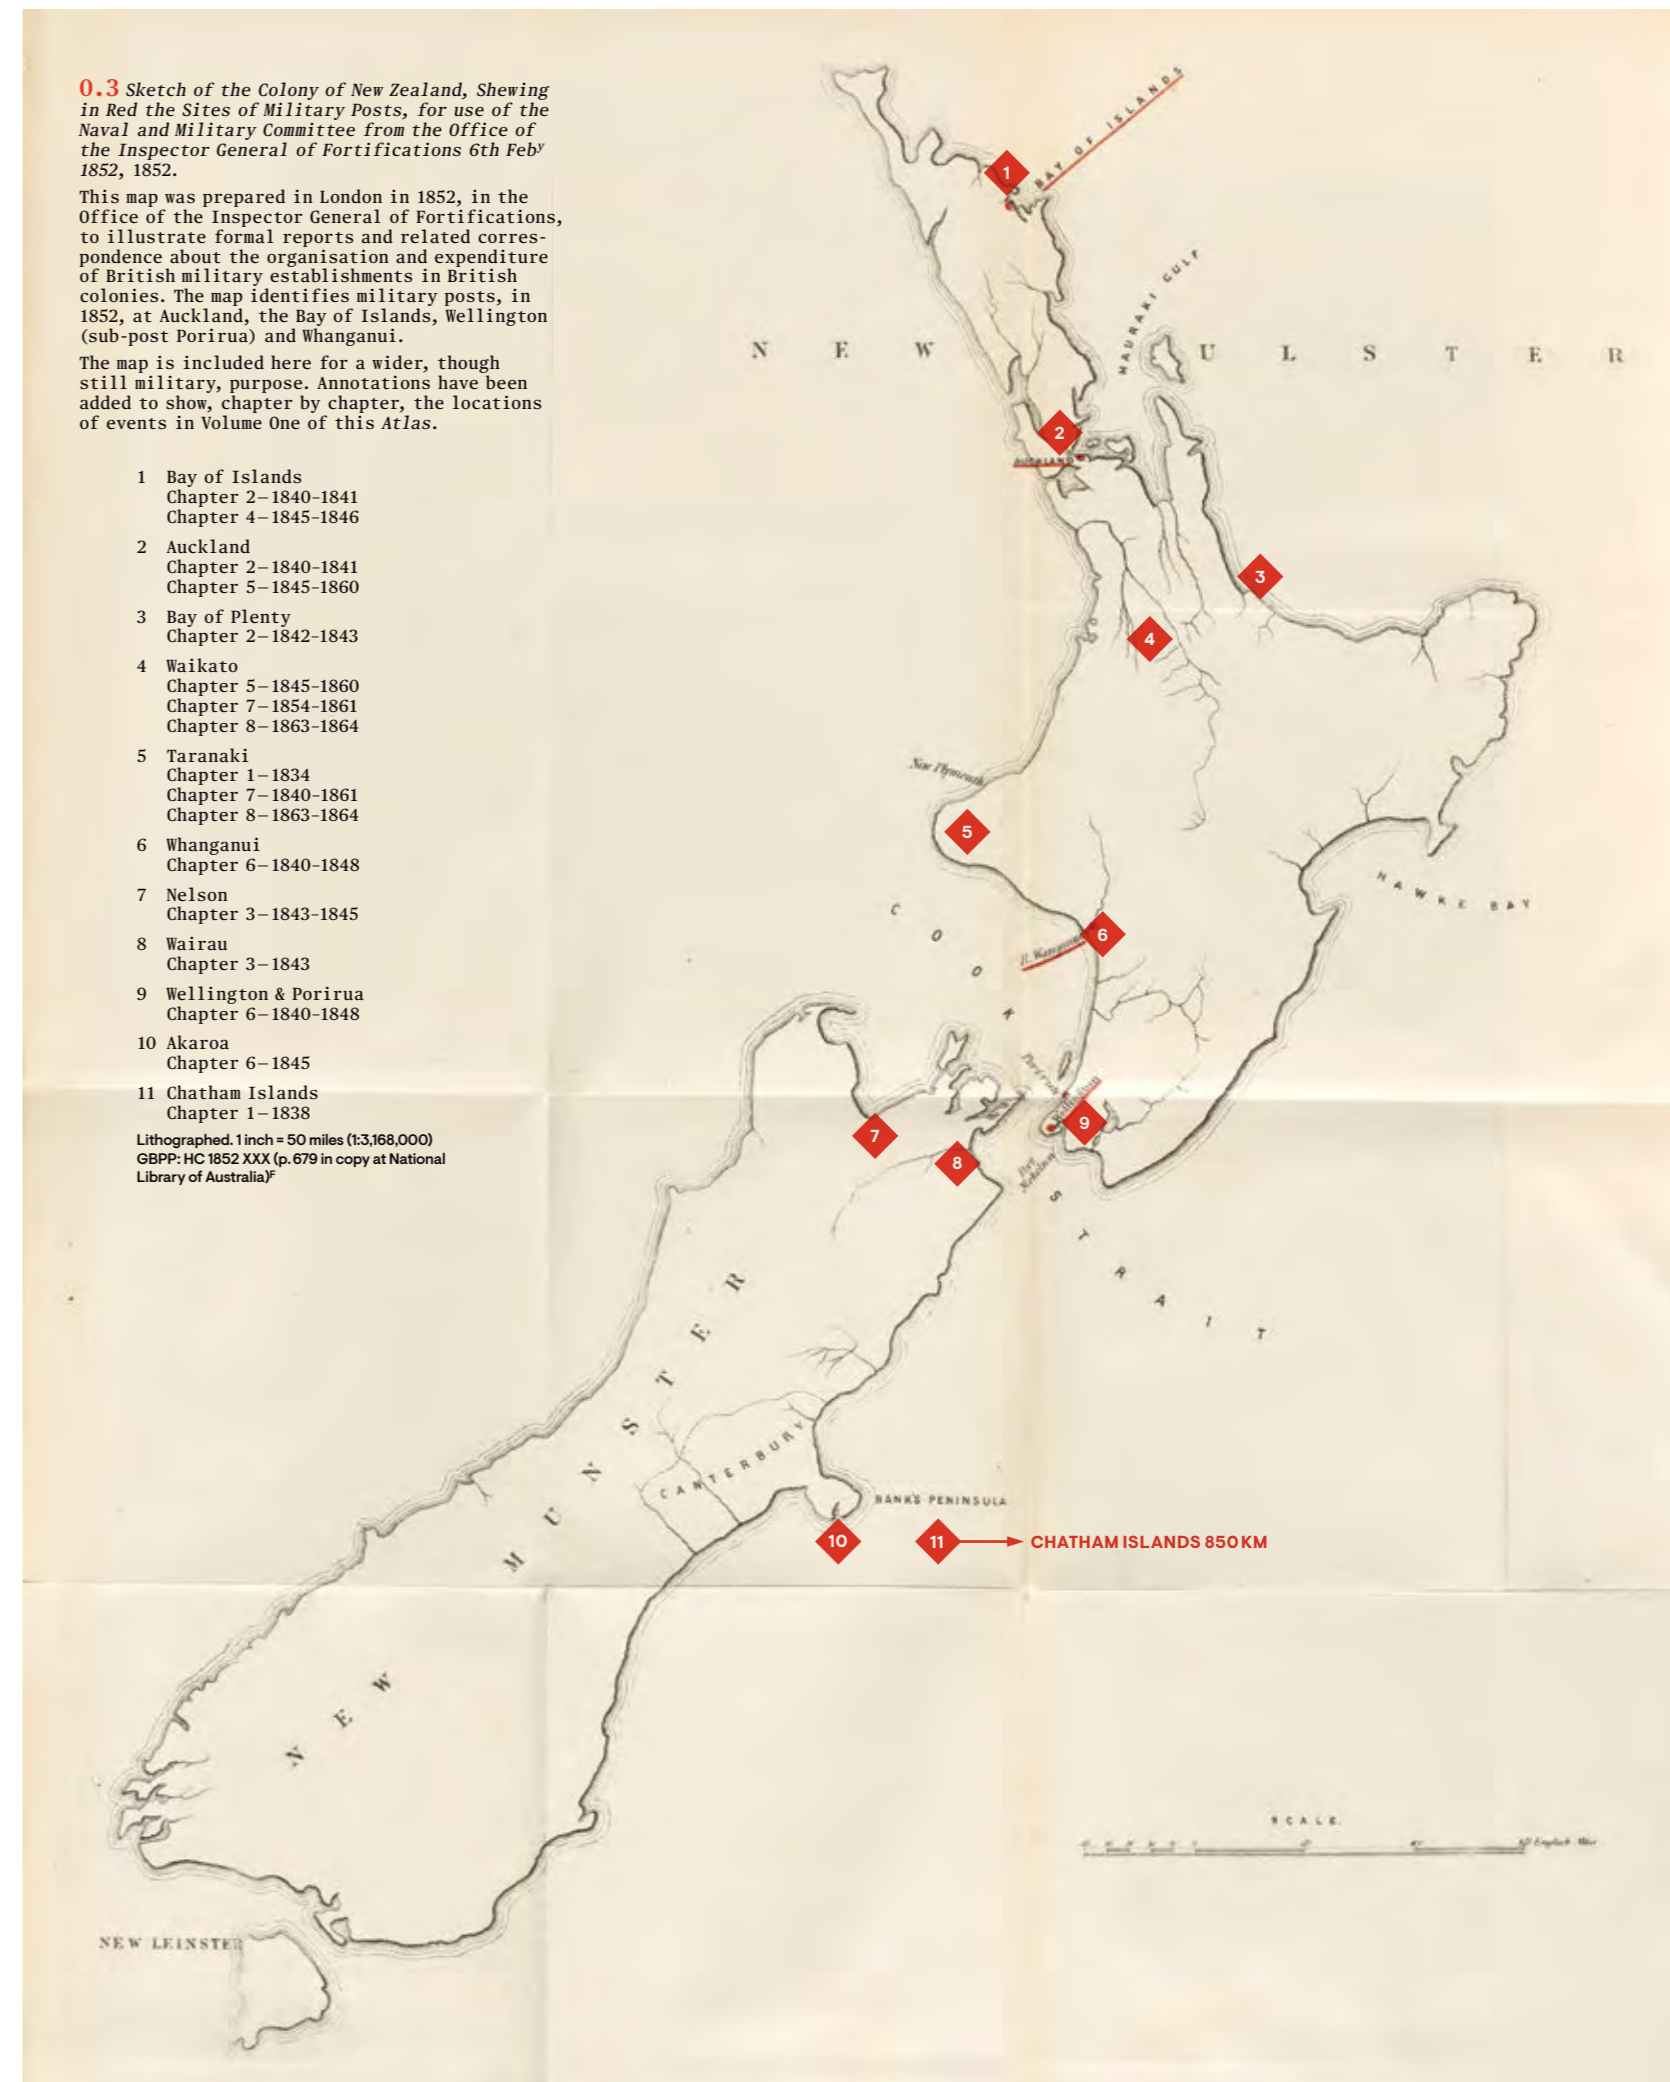 0.3 Sketch of the Colony of New Zealand, Shewing
in Red the Sites of Military Posts, for use of the
Naval and Military Committee from the Office of
the Inspector General of Fortifications 6th Febʸ
1852, 1852.
This map was prepared in London in 1852, in the
Office of the Inspector General of Fortifications,
to illustrate formal reports and related corres-
pondence about the organisation and expenditure
of British military establishments in British
colonies. The map identifies military posts, in
1852, at Auckland, the Bay of Islands, Wellington
(sub-post Porirua) and Whanganui.
The map is included here for a wider, though
still military, purpose. Annotations have been
added to show, chapter by chapter, the locations
of events in Volume One of this Atlas.
1 Bay of Islands
Chapter 2–1840-1841
Chapter 4–1845-1846
2 Auckland
Chapter 2–1840-1841
Chapter 5–1845-1860
3 Bay of Plenty
Chapter 2–1842-1843
4 Waikato
Chapter 5–1845-1860
Chapter 7–1854-1861
Chapter 8–1863-1864
5 Taranaki
Chapter 1–1834
Chapter 7–1840-1861
Chapter 8–1863-1864
6 Whanganui
Chapter 6–1840-1848
7 Nelson
Chapter 3–1843-1845
8 Wairau
Chapter 3–1843
9 Wellington & Porirua
Chapter 6–1840-1848
10 Akaroa
Chapter 6–1845
11 Chatham Islands
Chapter 1–1838
Lithographed. 1 inch = 50 miles (1:3,168,000)
GBPP: HC 1852 XXX (p. 679 in copy at National
Library of Australia)ᶠ
BAY OF ISLANDS
1
HAURAKI GULF
NEW ULSTER
2
AUCKLAND
3
4
New Plymouth
5
HAWKE BAY
6
COOK STRAIT
Wellington
9
7
8
Port
Nicholson
NEW MUNSTER
CANTERBURY
BANK'S PENINSULA
10
11
CHATHAM ISLANDS 850 KM
SCALE.
English Miles
NEW LEINSTER